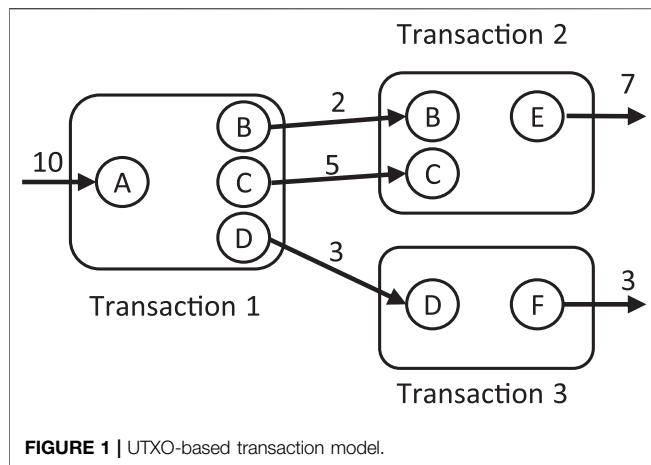 Transaction 2
7
2
B
B
E
10
A
C
5
C
D
3
3
D
F
Transaction 1
Transaction 3
FIGURE 1 | UTXO-based transaction model.